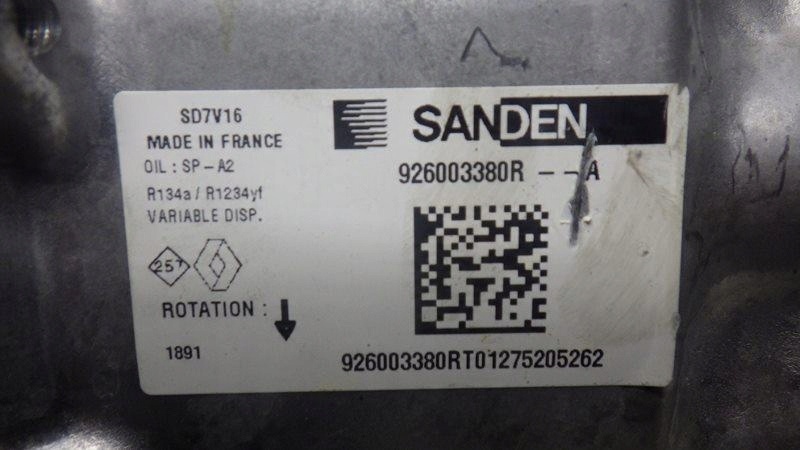 SD7V16
MADE IN FRANCE
OIL : SP-A2
R134a / R1234yf
VARIABLE DISP.
257
ROTATION :
1891
SANDEN
926003380R -- A
926003380RT01275205262